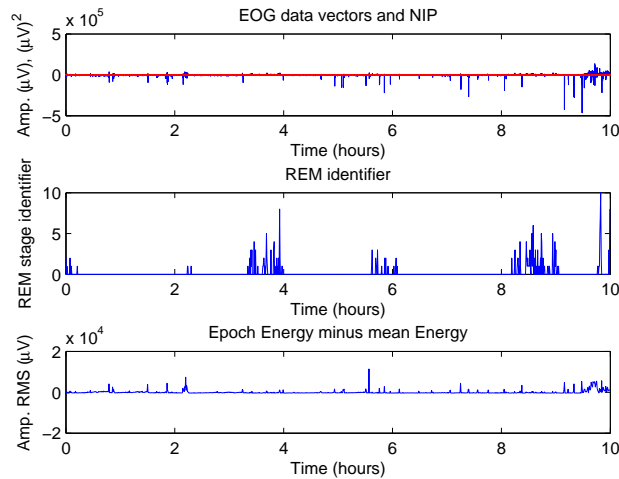 EOG data vectors and NIP
x 10^5
Amp. (μV), (μV)^2
5
0
−5
0 2 4 6 8 10
Time (hours)
REM identifier
REM stage identifier
10
5
0
0 2 4 6 8 10
Time (hours)
Epoch Energy minus mean Energy
x 10^4
Amp. RMS (μV)
2
0
−2
0 2 4 6 8 10
Time (hours)